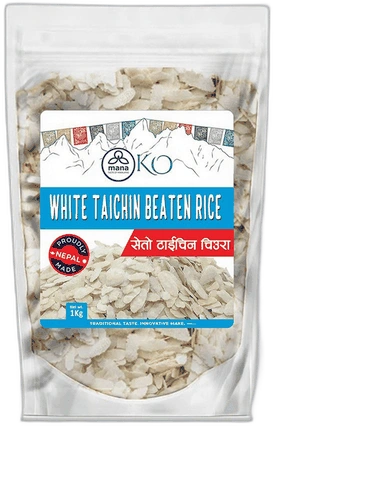 mana
KO
WHITE TAICHIN BEATEN RICE
सेतो ठाईचिन चिउरा
PROUDLY
NEPAL
MADE
Net wt.
1Kg
TRADITIONAL TASTE. INNOVATIVE MAKE.